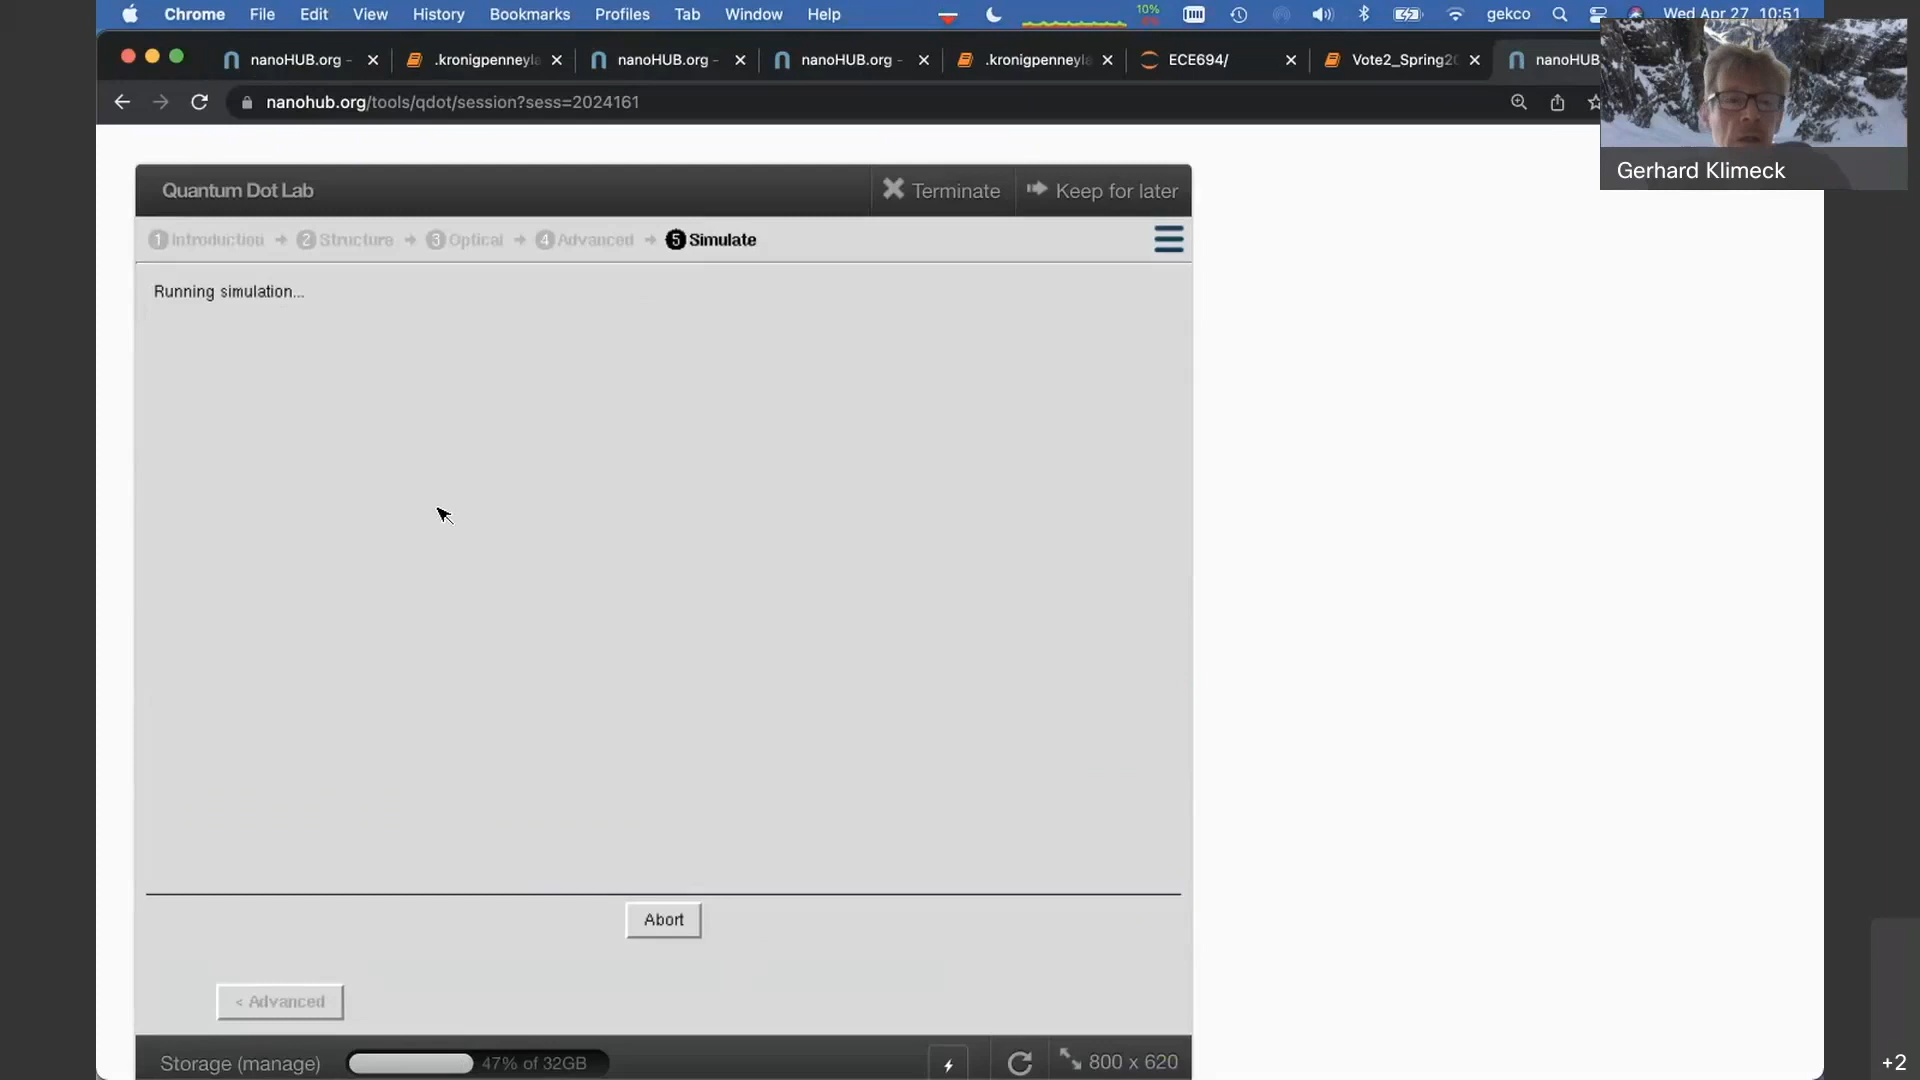 Chrome File Edit View History Bookmarks Profiles Tab Window Help 10% gekco Wed Apr 27 10:51
nanoHUB.org - .kronigpenneyla nanoHUB.org - nanoHUB.org - .kronigpenneyla ECE694/ Vote2_Spring20 nanoHUB
nanohub.org/tools/qdot/session?sess=2024161
Gerhard Klimeck
Quantum Dot Lab Terminate Keep for later
1 Introduction 2 Structure 3 Optical 4 Advanced 5 Simulate
Running simulation...
Abort
< Advanced
Storage (manage) 47% of 32GB 800 x 620
+2